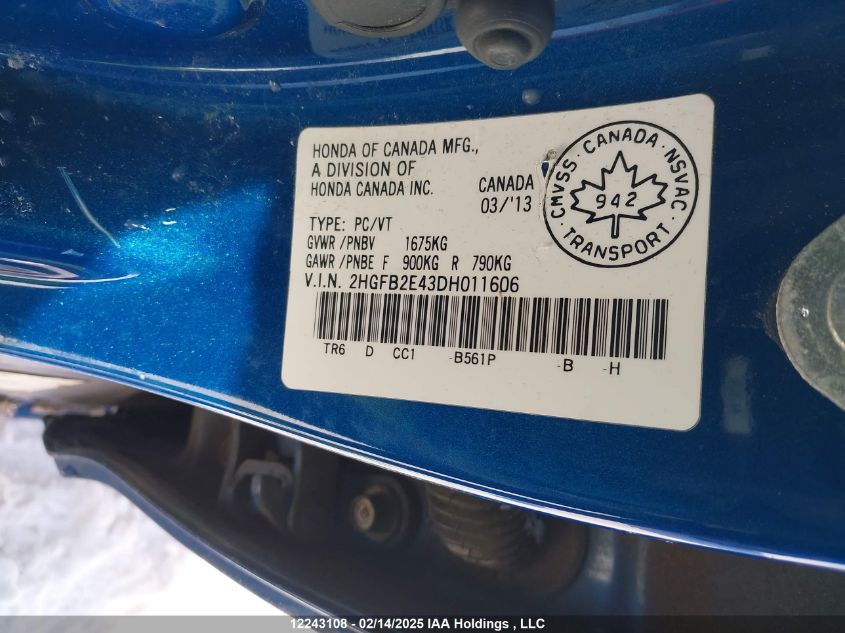 HONDA OF CANADA MFG.,
A DIVISION OF
HONDA CANADA INC.
CANADA
03/'13
CMVSS · CANADA · NSVAC · TRANSPORT ·
942
TYPE: PC/VT
GVWR /PNBV 1675KG
GAWR /PNBE F 900KG R 790KG
V.I.N. 2HGFB2E43DH011606
TR6 D CC1 -B561P -B -H
12243108 - 02/14/2025 IAA Holdings , LLC